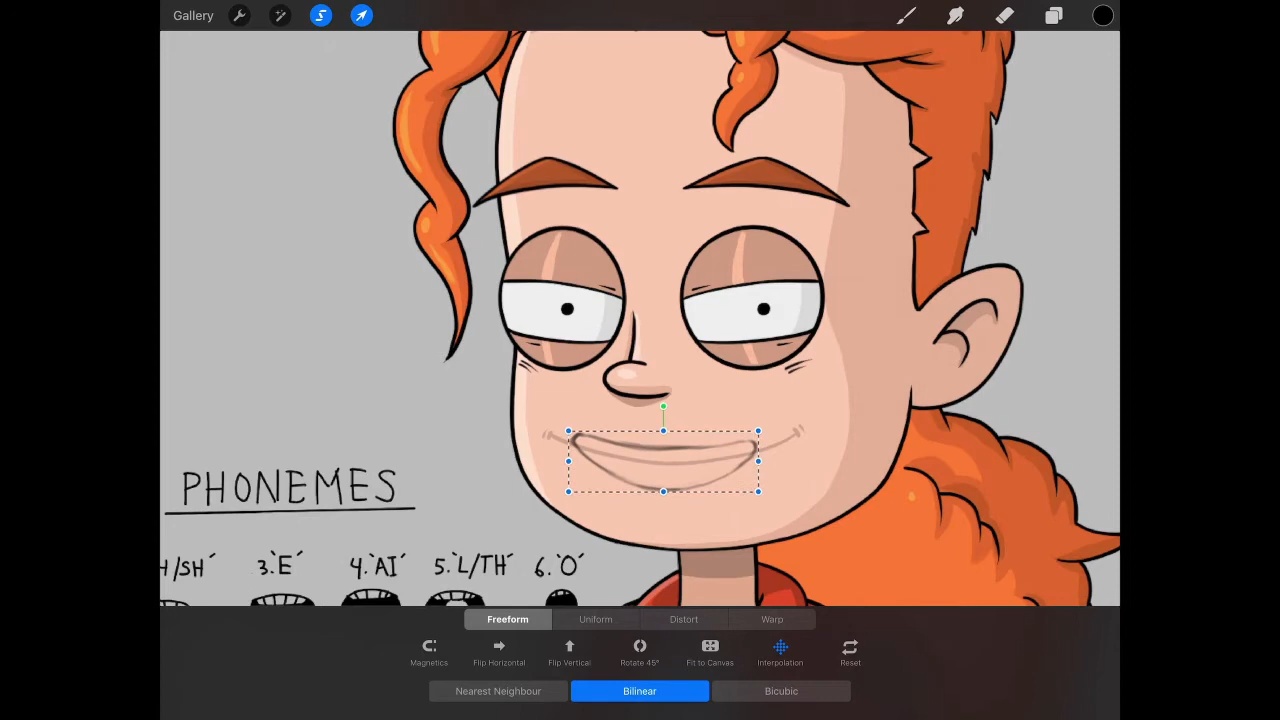 Gallery
PHONEMES
H/SH´ 3.`E´ 4.`AI´ 5.`L/TH´ 6.`O´
Freeform Uniform Distort Warp
Magnetics Flip Horizontal Flip Vertical Rotate 45° Fit to Canvas Interpolation Reset
Nearest Neighbour Bilinear Bicubic